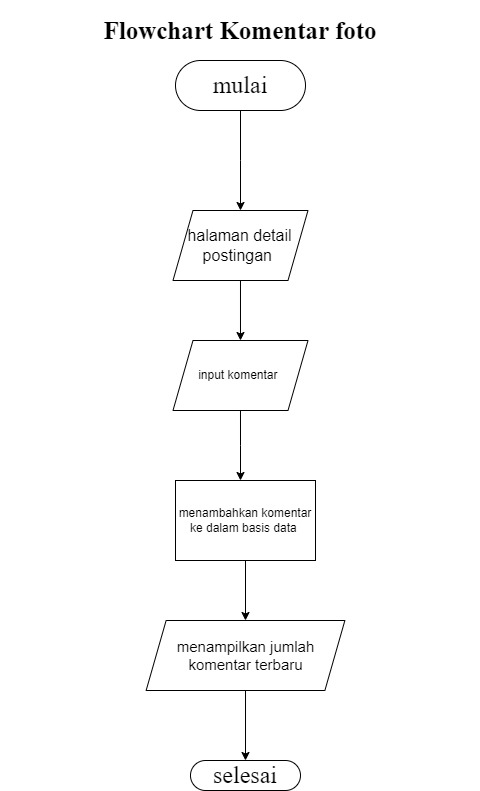 Flowchart Komentar foto
mulai
halaman detail
postingan
input komentar
menambahkan komentar
ke dalam basis data
menampilkan jumlah
komentar terbaru
selesai